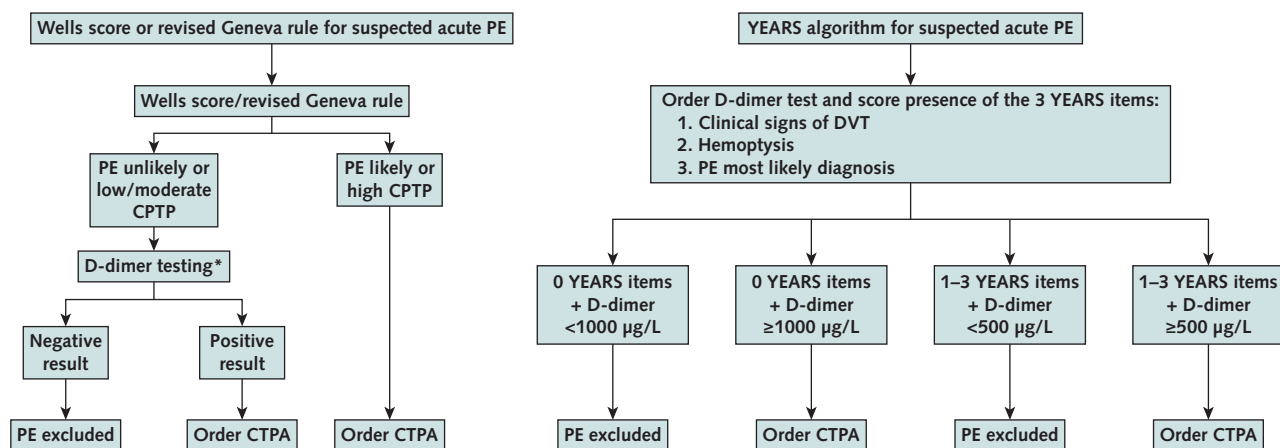 Wells score or revised Geneva rule for suspected acute PE
Wells score/revised Geneva rule
PE unlikely or
low/moderate
CPTP
PE likely or
high CPTP
D-dimer testing*
Negative
result
Positive
result
PE excluded
Order CTPA
Order CTPA
YEARS algorithm for suspected acute PE
Order D-dimer test and score presence of the 3 YEARS items:
1. Clinical signs of DVT
2. Hemoptysis
3. PE most likely diagnosis
0 YEARS items
+ D-dimer
<1000 µg/L
0 YEARS items
+ D-dimer
≥1000 µg/L
1–3 YEARS items
+ D-dimer
<500 µg/L
1–3 YEARS items
+ D-dimer
≥500 µg/L
PE excluded
Order CTPA
PE excluded
Order CTPA